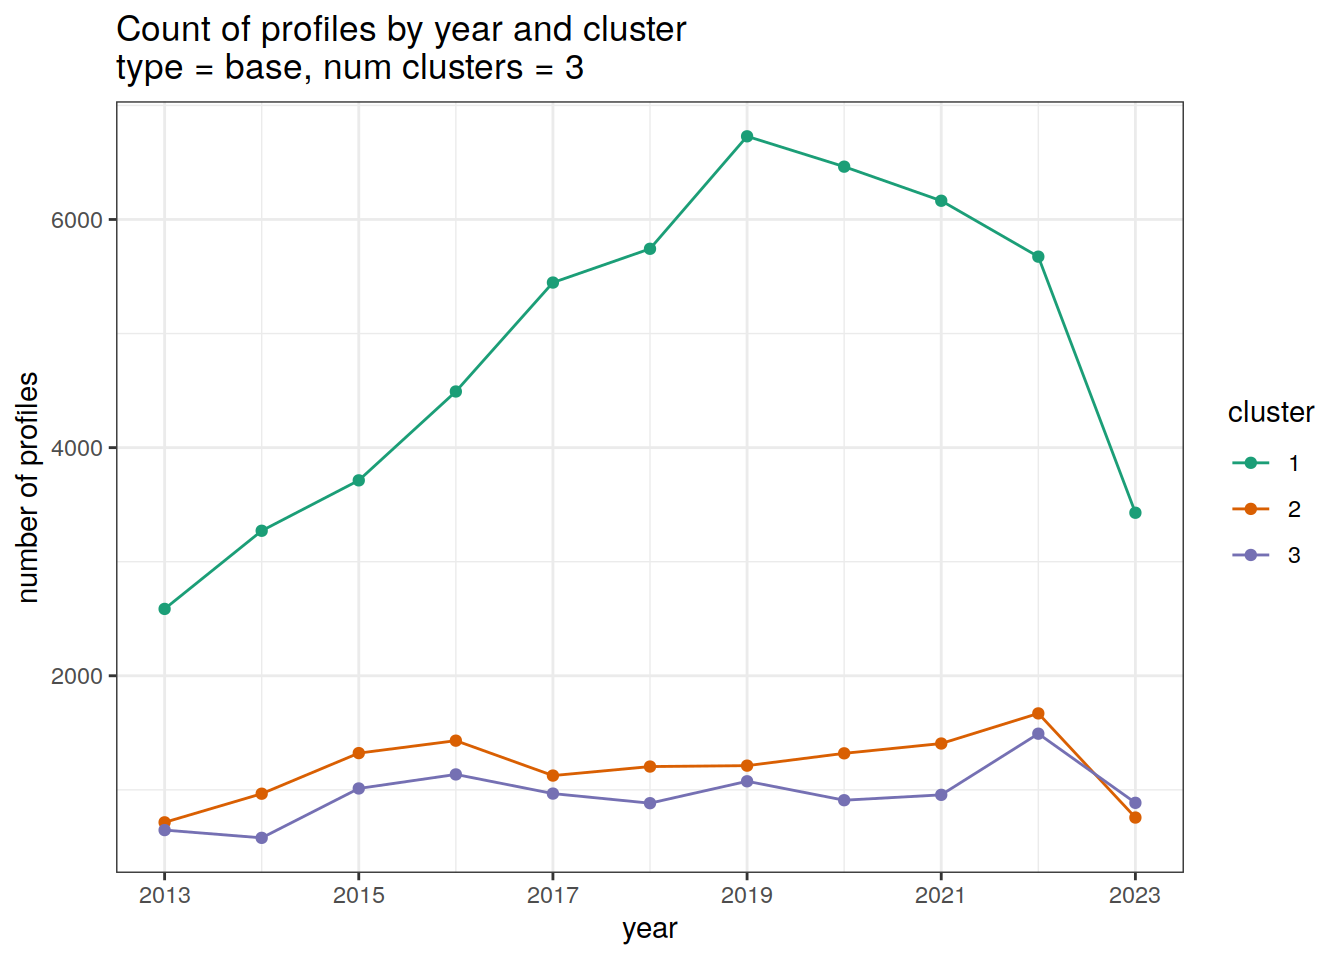 Count of profiles by year and cluster
type = base, num clusters = 3
number of profiles
6000
4000
2000
2013
2015
2017
2019
2021
2023
year
cluster
1
2
3